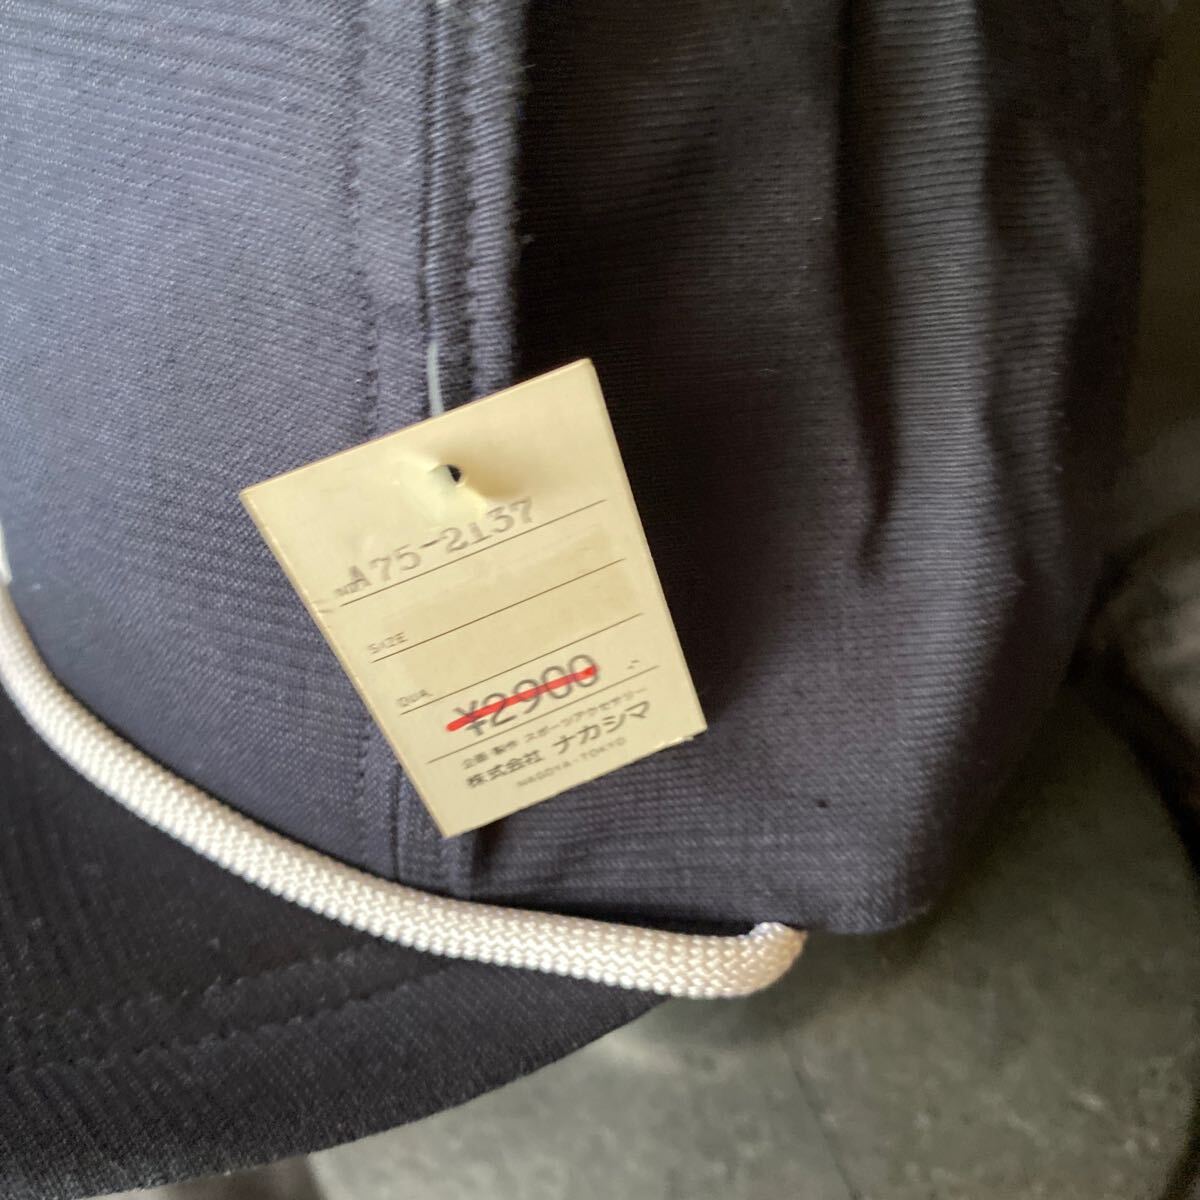 NO. A75-2137
SIZE
QUA.
¥2900
企画・製作 スポーツアクセサリー
株式会社 ナカシマ
NAGOYA・TOKYO